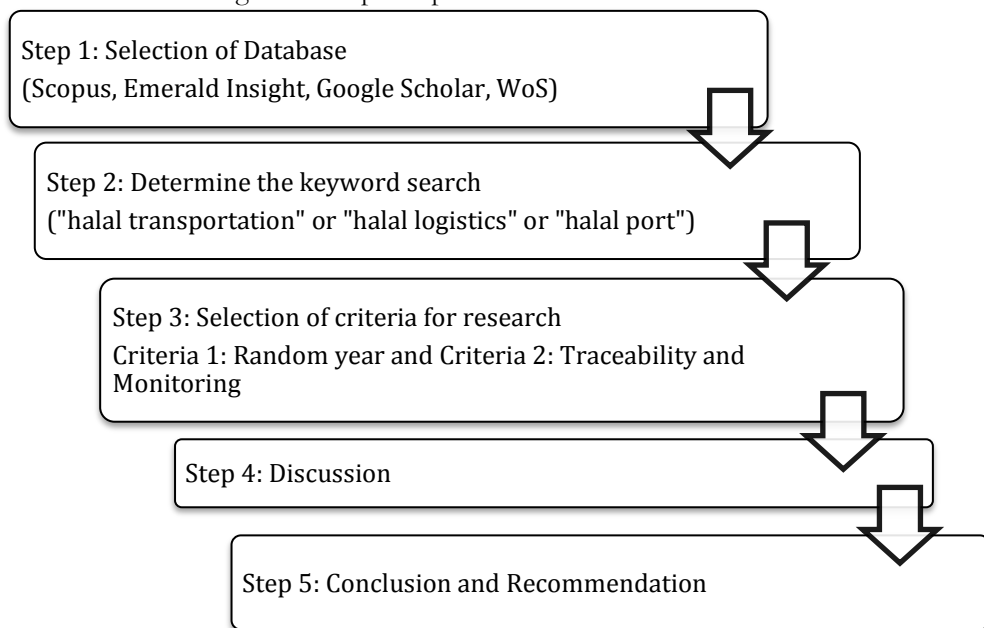 Step 1: Selection of Database
(Scopus, Emerald Insight, Google Scholar, WoS)
Step 2: Determine the keyword search
("halal transportation" or "halal logistics" or "halal port")
Step 3: Selection of criteria for research
Criteria 1: Random year and Criteria 2: Traceability and
Monitoring
Step 4: Discussion
Step 5: Conclusion and Recommendation